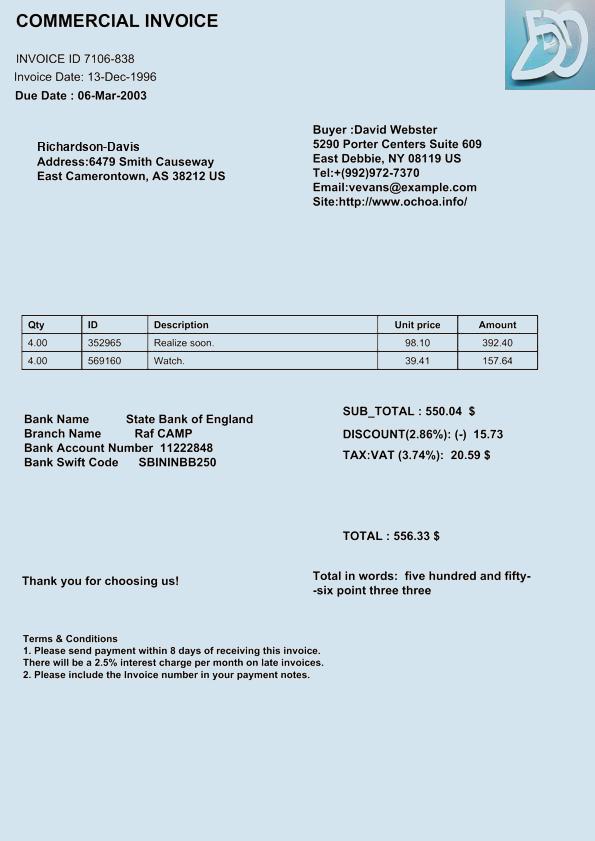 COMMERCIAL INVOICE
INVOICE ID 7106-838
Invoice Date: 13-Dec-1996
Due Date : 06-Mar-2003
Richardson-Davis
Address:6479 Smith Causeway
East Camerontown, AS 38212 US
Buyer :David Webster
5290 Porter Centers Suite 609
East Debbie, NY 08119 US
Tel:+(992)972-7370
Email:vevans@example.com
Site:http://www.ochoa.info/
Qty ID Description Unit price Amount
4.00 352965 Realize soon. 98.10 392.40
4.00 569160 Watch. 39.41 157.64
Bank Name State Bank of England
Branch Name Raf CAMP
Bank Account Number 11222848
Bank Swift Code SBININBB250
SUB_TOTAL : 550.04 $
DISCOUNT(2.86%): (-) 15.73
TAX:VAT (3.74%): 20.59 $
TOTAL : 556.33 $
Thank you for choosing us!
Total in words: five hundred and fifty-
-six point three three
Terms & Conditions
1. Please send payment within 8 days of receiving this invoice.
There will be a 2.5% interest charge per month on late invoices.
2. Please include the Invoice number in your payment notes.